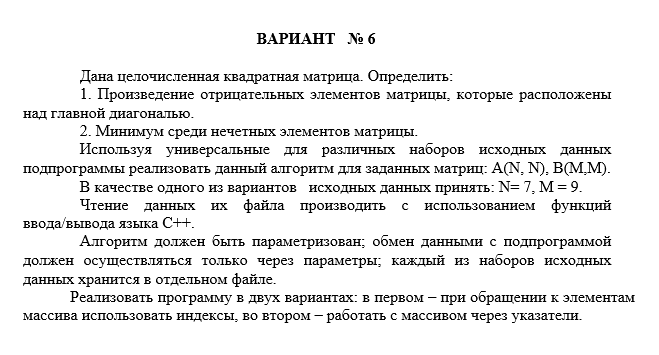 ВАРИАНТ № 6
Дана целочисленная квадратная матрица. Определить:
1. Произведение отрицательных элементов матрицы, которые расположены
над главной диагональю.
2. Минимум среди нечетных элементов матрицы.
Используя универсальные для различных наборов исходных данных
подпрограммы реализовать данный алгоритм для заданных матриц: A(N, N), B(M,M).
В качестве одного из вариантов исходных данных принять: N= 7, M = 9.
Чтение данных их файла производить с использованием функций
ввода/вывода языка С++.
Алгоритм должен быть параметризован; обмен данными с подпрограммой
должен осуществляться только через параметры; каждый из наборов исходных
данных хранится в отдельном файле.
Реализовать программу в двух вариантах: в первом – при обращении к элементам
массива использовать индексы, во втором – работать с массивом через указатели.